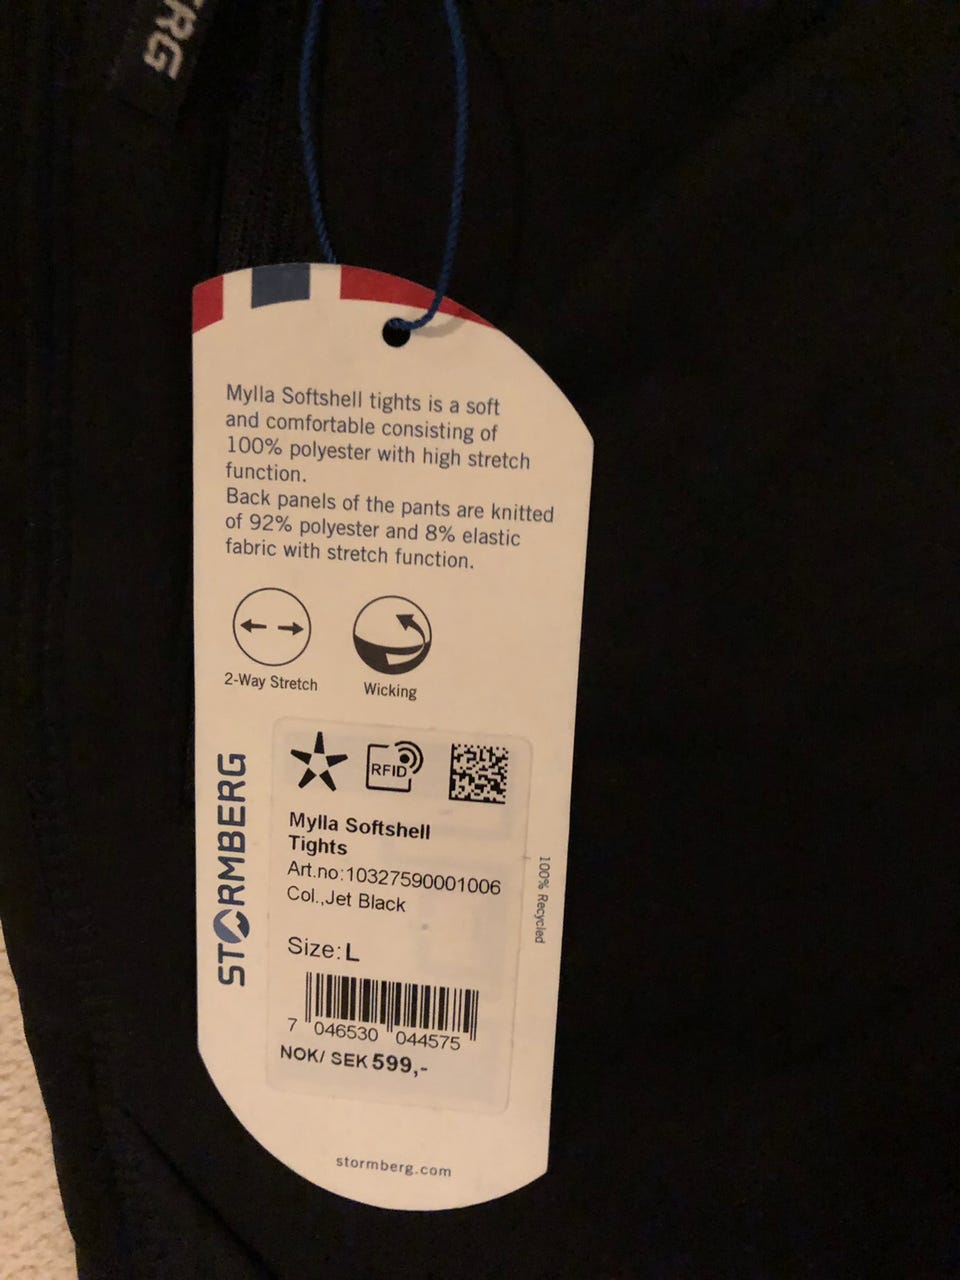 RG
Mylla Softshell tights is a soft
and comfortable consisting of
100% polyester with high stretch
function.
Back panels of the pants are knitted
of 92% polyester and 8% elastic
fabric with stretch function.
2-Way Stretch
Wicking
RFID
STORMBERG
Mylla Softshell
Tights
Art.no:10327590001006
Col.,Jet Black
100% Recycled
Size: L
7 046530 044575
NOK/ SEK 599,-
stormberg.com